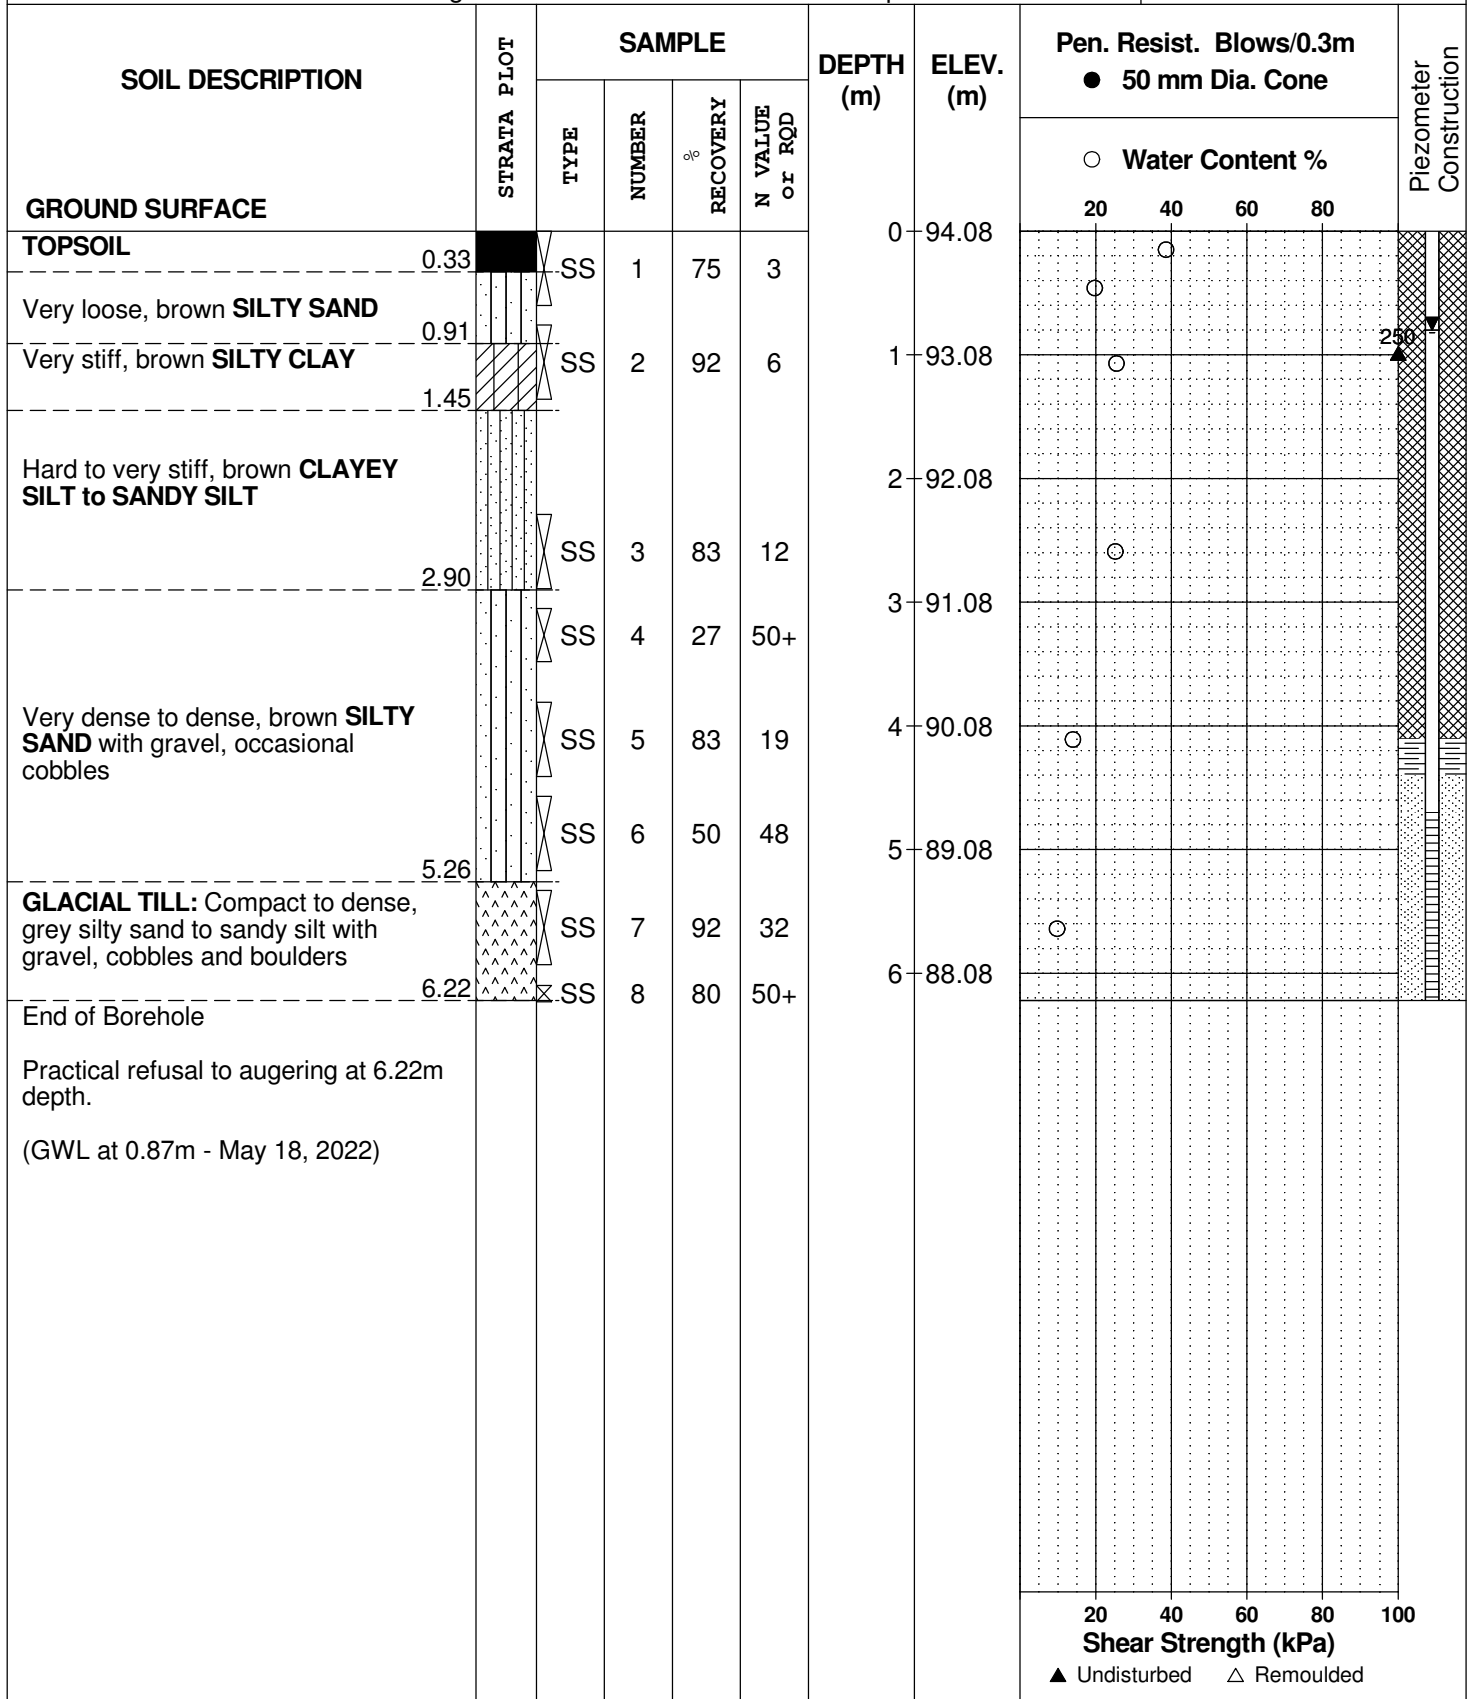 SOIL DESCRIPTION
GROUND SURFACE
STRATA PLOT
SAMPLE
TYPE
NUMBER
% RECOVERY
N VALUE or RQD
DEPTH (m)
ELEV. (m)
Pen. Resist. Blows/0.3m
● 50 mm Dia. Cone
○ Water Content %
20 40 60 80
Piezometer Construction
TOPSOIL
0.33
SS 1 75 3
0 94.08
Very loose, brown SILTY SAND
0.91
250
Very stiff, brown SILTY CLAY
SS 2 92 6
1 93.08
1.45
Hard to very stiff, brown CLAYEY
SILT to SANDY SILT
2 92.08
SS 3 83 12
2.90
3 91.08
SS 4 27 50+
Very dense to dense, brown SILTY
SAND with gravel, occasional
cobbles
4 90.08
SS 5 83 19
SS 6 50 48
5 89.08
5.26
GLACIAL TILL: Compact to dense,
grey silty sand to sandy silt with
gravel, cobbles and boulders
SS 7 92 32
6 88.08
6.22
SS 8 80 50+
End of Borehole
Practical refusal to augering at 6.22m
depth.
(GWL at 0.87m - May 18, 2022)
20 40 60 80 100
Shear Strength (kPa)
▲ Undisturbed △ Remoulded